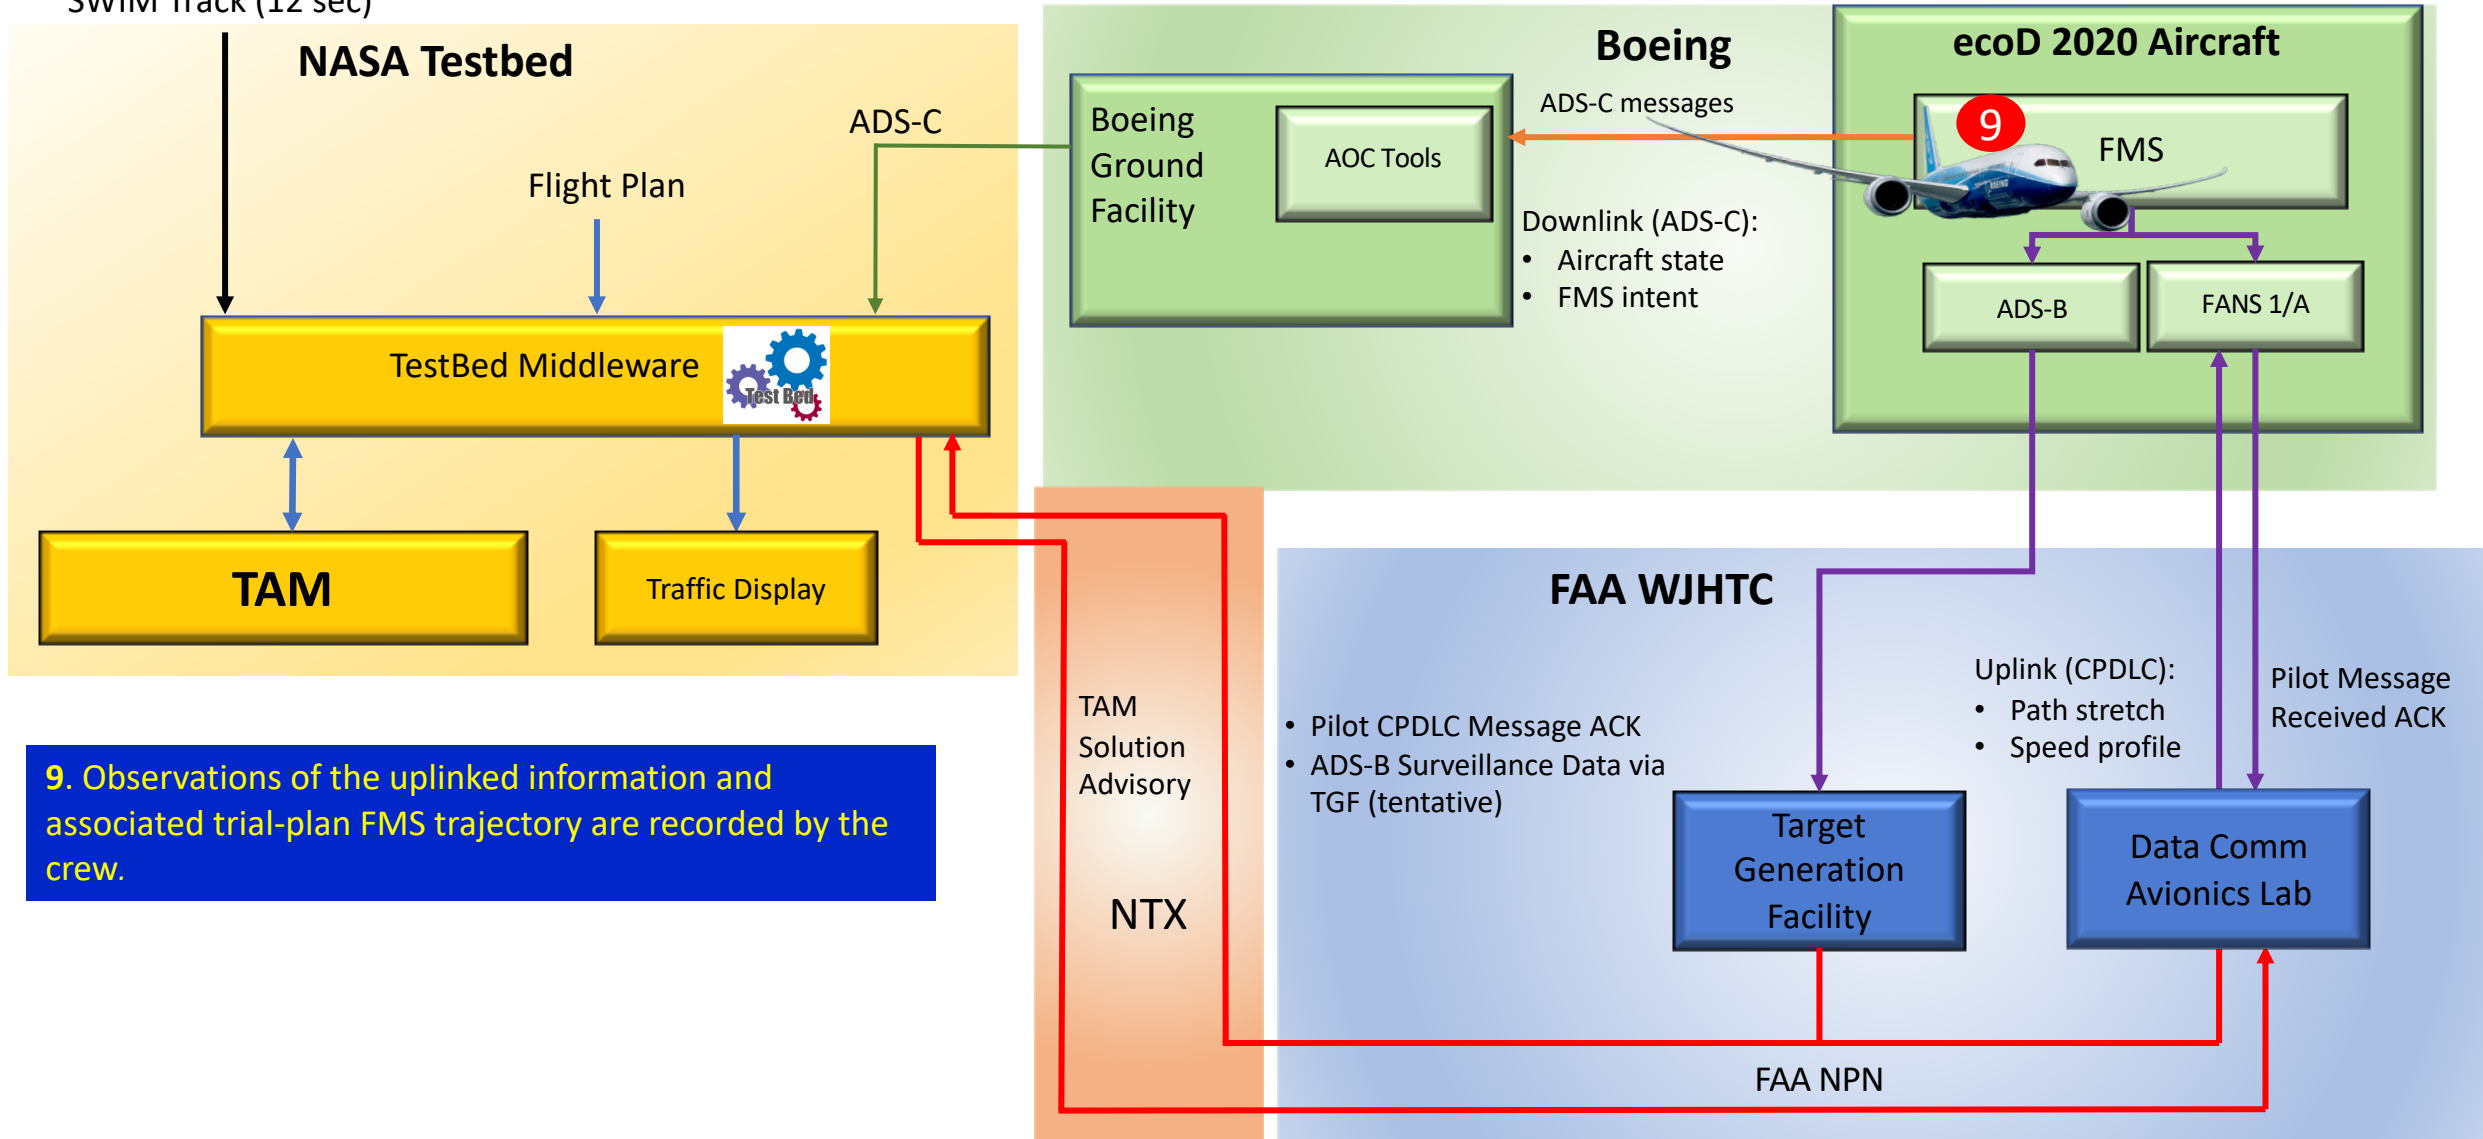 SWIM Track (12 sec)
NASA Testbed
ADS-C
Flight Plan
TestBed Middleware
Test Bed
TAM
Traffic Display
9. Observations of the uplinked information and
associated trial-plan FMS trajectory are recorded by the
crew.
Boeing
Boeing
Ground
Facility
AOC Tools
ADS-C messages
Downlink (ADS-C):
• Aircraft state
• FMS intent
ecoD 2020 Aircraft
9
FMS
BOEING
ADS-B
FANS 1/A
TAM
Solution
Advisory
NTX
FAA WJHTC
• Pilot CPDLC Message ACK
• ADS-B Surveillance Data via
TGF (tentative)
Uplink (CPDLC):
• Path stretch
• Speed profile
Pilot Message
Received ACK
Target
Generation
Facility
Data Comm
Avionics Lab
FAA NPN